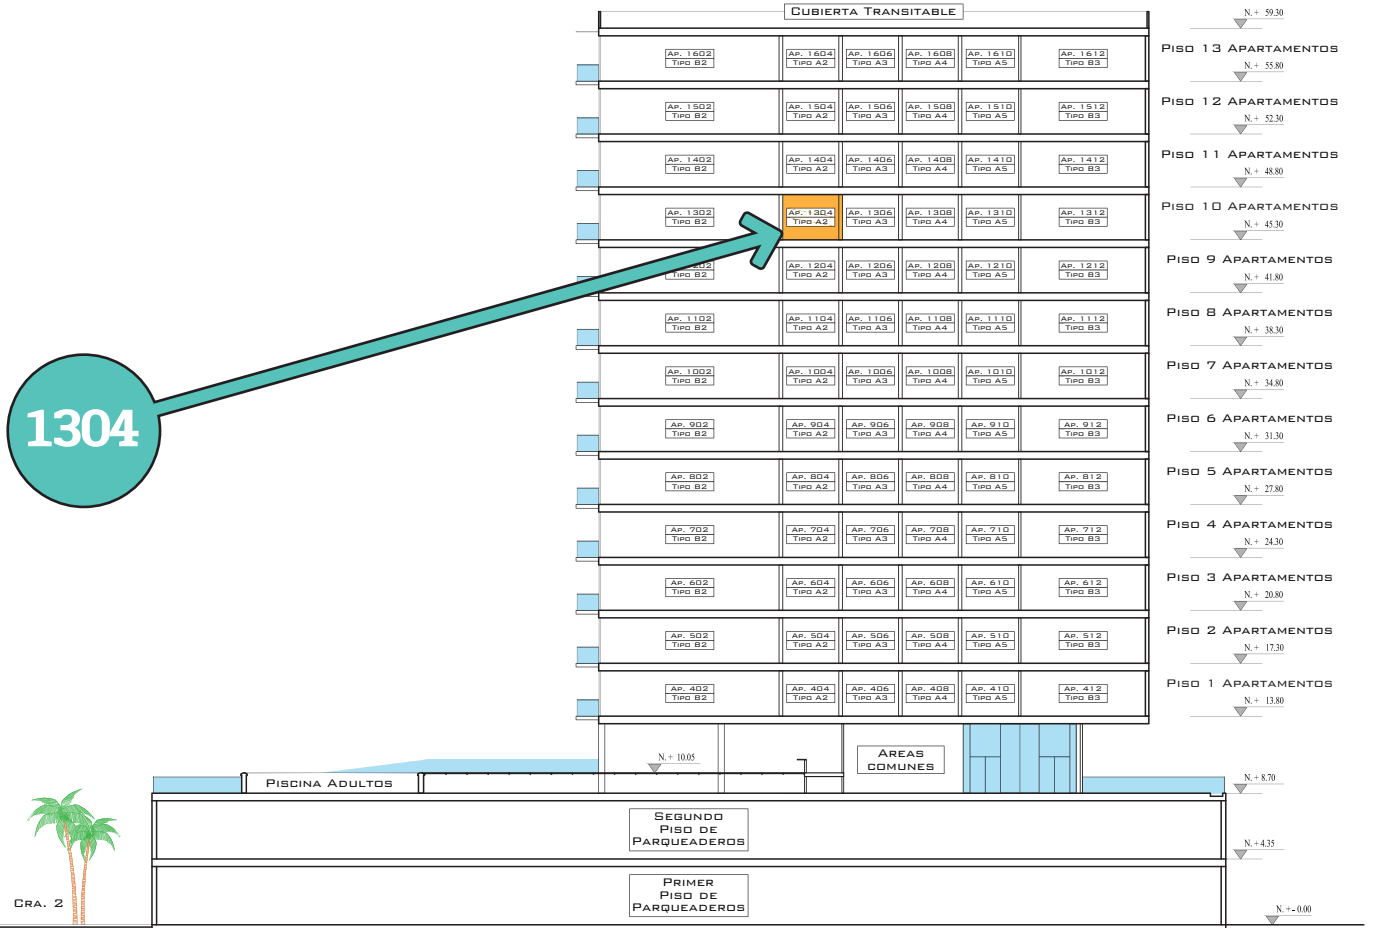 CUBIERTA TRANSITABLE
N. + 59.30
AP. 1602 AP. 1604 AP. 1606 AP. 1608 AP. 1610 AP. 1612
TIPO B2 TIPO A2 TIPO A3 TIPO A4 TIPO A5 TIPO B3
PISO 13 APARTAMENTOS
N. + 55.80
AP. 1502 AP. 1504 AP. 1506 AP. 1508 AP. 1510 AP. 1512
TIPO B2 TIPO A2 TIPO A3 TIPO A4 TIPO A5 TIPO B3
PISO 12 APARTAMENTOS
N. + 52.30
AP. 1402 AP. 1404 AP. 1406 AP. 1408 AP. 1410 AP. 1412
TIPO B2 TIPO A2 TIPO A3 TIPO A4 TIPO A5 TIPO B3
PISO 11 APARTAMENTOS
N. + 48.80
AP. 1302 AP. 1304 AP. 1306 AP. 1308 AP. 1310 AP. 1312
TIPO B2 TIPO A2 TIPO A3 TIPO A4 TIPO A5 TIPO B3
PISO 10 APARTAMENTOS
N. + 45.30
AP. 1204 AP. 1206 AP. 1208 AP. 1210 AP. 1212
TIPO B2 TIPO A2 TIPO A3 TIPO A4 TIPO A5 TIPO B3
PISO 9 APARTAMENTOS
N. + 41.80
AP. 1102 AP. 1104 AP. 1106 AP. 1108 AP. 1110 AP. 1112
TIPO B2 TIPO A2 TIPO A3 TIPO A4 TIPO A5 TIPO B3
PISO 8 APARTAMENTOS
N. + 38.30
AP. 1002 AP. 1004 AP. 1006 AP. 1008 AP. 1010 AP. 1012
TIPO B2 TIPO A2 TIPO A3 TIPO A4 TIPO A5 TIPO B3
PISO 7 APARTAMENTOS
N. + 34.80
1304
AP. 902 AP. 904 AP. 906 AP. 908 AP. 910 AP. 912
TIPO B2 TIPO A2 TIPO A3 TIPO A4 TIPO A5 TIPO B3
PISO 6 APARTAMENTOS
N. + 31.30
AP. 802 AP. 804 AP. 806 AP. 808 AP. 810 AP. 812
TIPO B2 TIPO A2 TIPO A3 TIPO A4 TIPO A5 TIPO B3
PISO 5 APARTAMENTOS
N. + 27.80
AP. 702 AP. 704 AP. 706 AP. 708 AP. 710 AP. 712
TIPO B2 TIPO A2 TIPO A3 TIPO A4 TIPO A5 TIPO B3
PISO 4 APARTAMENTOS
N. + 24.30
AP. 602 AP. 604 AP. 606 AP. 608 AP. 610 AP. 612
TIPO B2 TIPO A2 TIPO A3 TIPO A4 TIPO A5 TIPO B3
PISO 3 APARTAMENTOS
N. + 20.80
AP. 502 AP. 504 AP. 506 AP. 508 AP. 510 AP. 512
TIPO B2 TIPO A2 TIPO A3 TIPO A4 TIPO A5 TIPO B3
PISO 2 APARTAMENTOS
N. + 17.30
AP. 402 AP. 404 AP. 406 AP. 408 AP. 410 AP. 412
TIPO B2 TIPO A2 TIPO A3 TIPO A4 TIPO A5 TIPO B3
PISO 1 APARTAMENTOS
N. + 13.80
N. + 10.05
AREAS
COMUNES
PISCINA ADULTOS
N. + 8.70
SEGUNDO
PISO DE
PARQUEADEROS
N. + 4.35
PRIMER
PISO DE
PARQUEADEROS
CRA. 2
N. +- 0.00